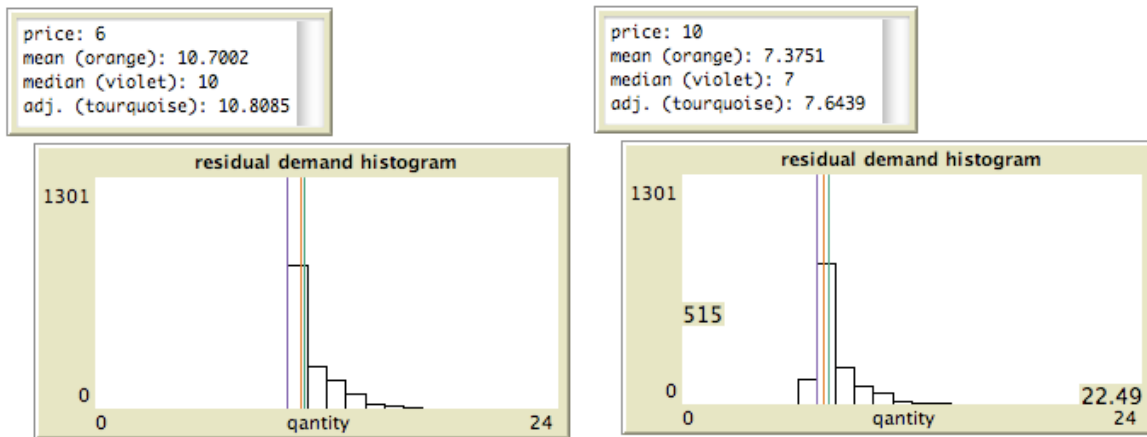 price: 6
mean (orange): 10.7002
median (violet): 10
adj. (tourquoise): 10.8085
residual demand histogram
1301
0
0
qantity
24
price: 10
mean (orange): 7.3751
median (violet): 7
adj. (tourquoise): 7.6439
residual demand histogram
1301
515
0
22.49
0
qantity
24